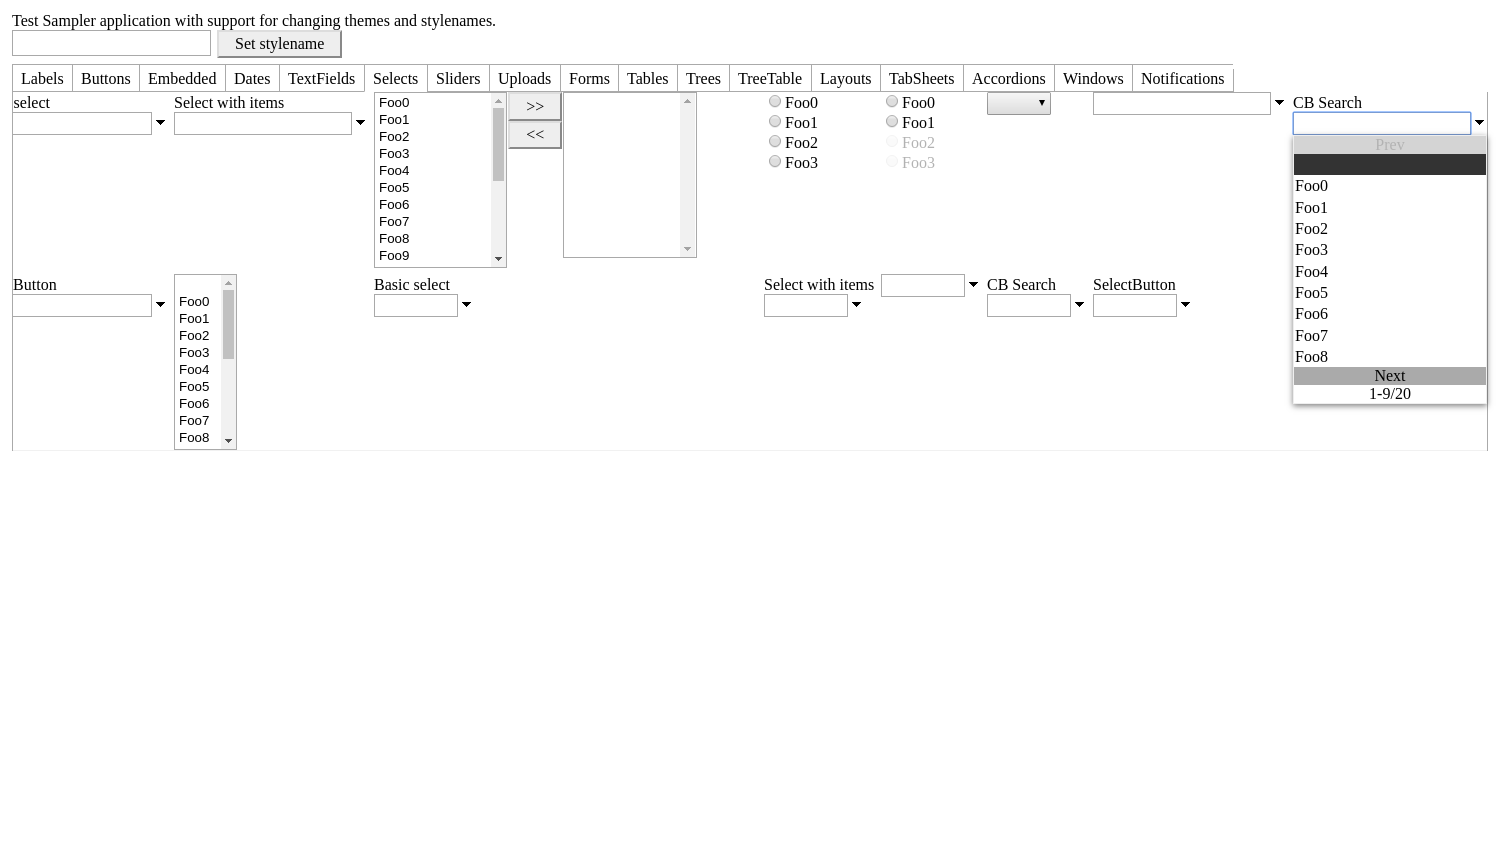 Test Sampler application with support for changing themes and stylenames.
Set stylename
Labels Buttons Embedded Dates TextFields Selects Sliders Uploads Forms Tables Trees TreeTable Layouts TabSheets Accordions Windows Notifications
select
Select with items
Foo0
Foo1
Foo2
Foo3
Foo4
Foo5
Foo6
Foo7
Foo8
Foo9
>>
<<
Foo0
Foo1
Foo2
Foo3
Foo0
Foo1
Foo2
Foo3
CB Search
Prev
Foo0
Foo1
Foo2
Foo3
Foo4
Foo5
Foo6
Foo7
Foo8
Next
1-9/20
Button
Foo0
Foo1
Foo2
Foo3
Foo4
Foo5
Foo6
Foo7
Foo8
Basic select
Select with items
CB Search
SelectButton